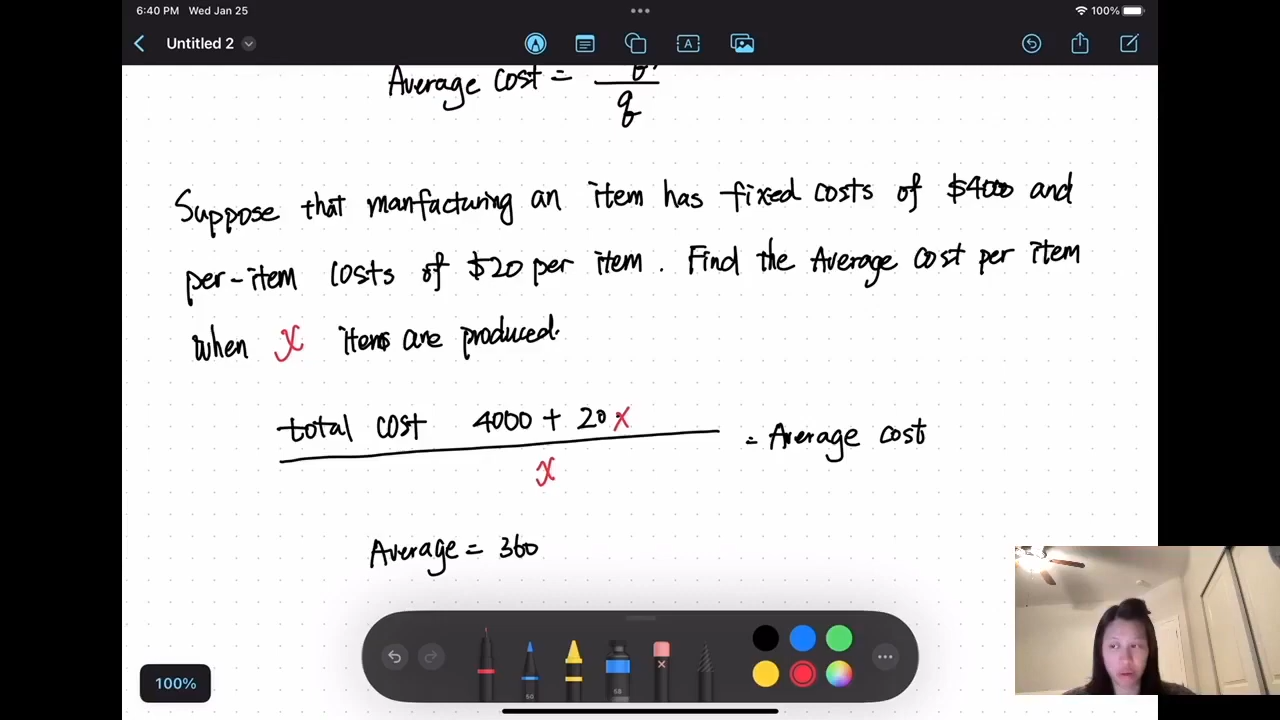 6:40 PM Wed Jan 25
100%
Untitled 2
A
Average cost =
q
Suppose that manfacturing an item has fixed costs of $4000 and
per-item costs of $20 per item. Find the Average cost per item
when x items are produced.
total cost 4000 + 20x = Average cost
x
Average = 360
50
58
100%